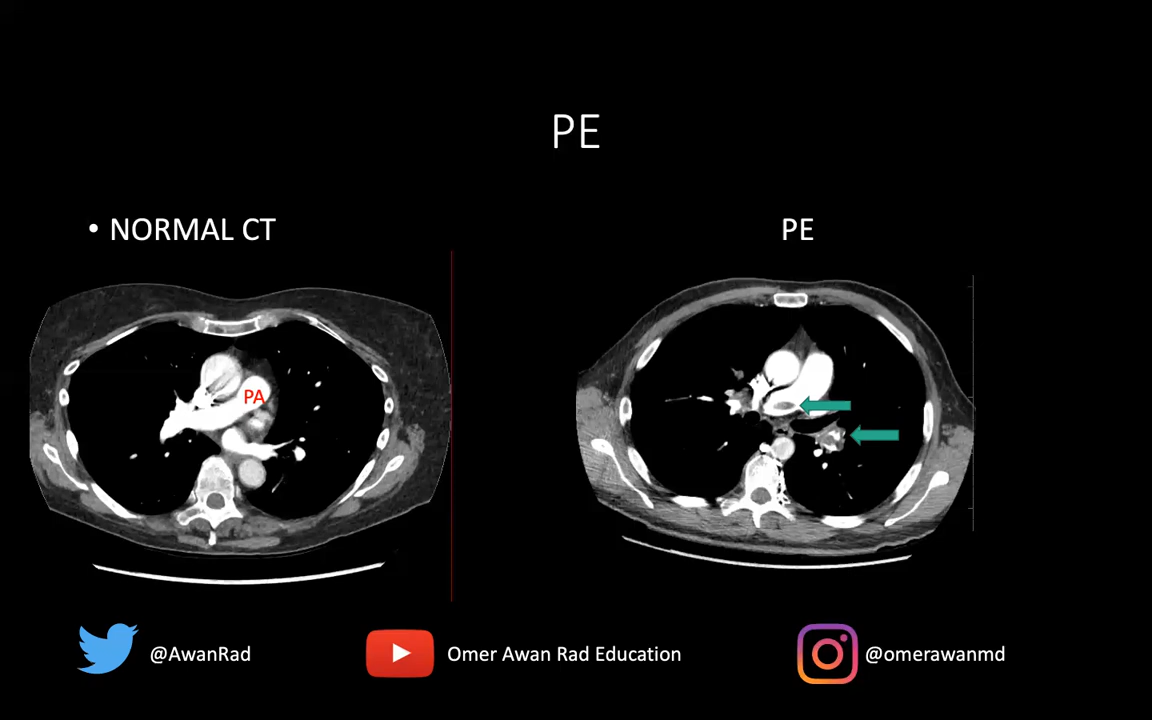 PE
• NORMAL CT
PE
PA
@AwanRad
Omer Awan Rad Education
@omerawanmd